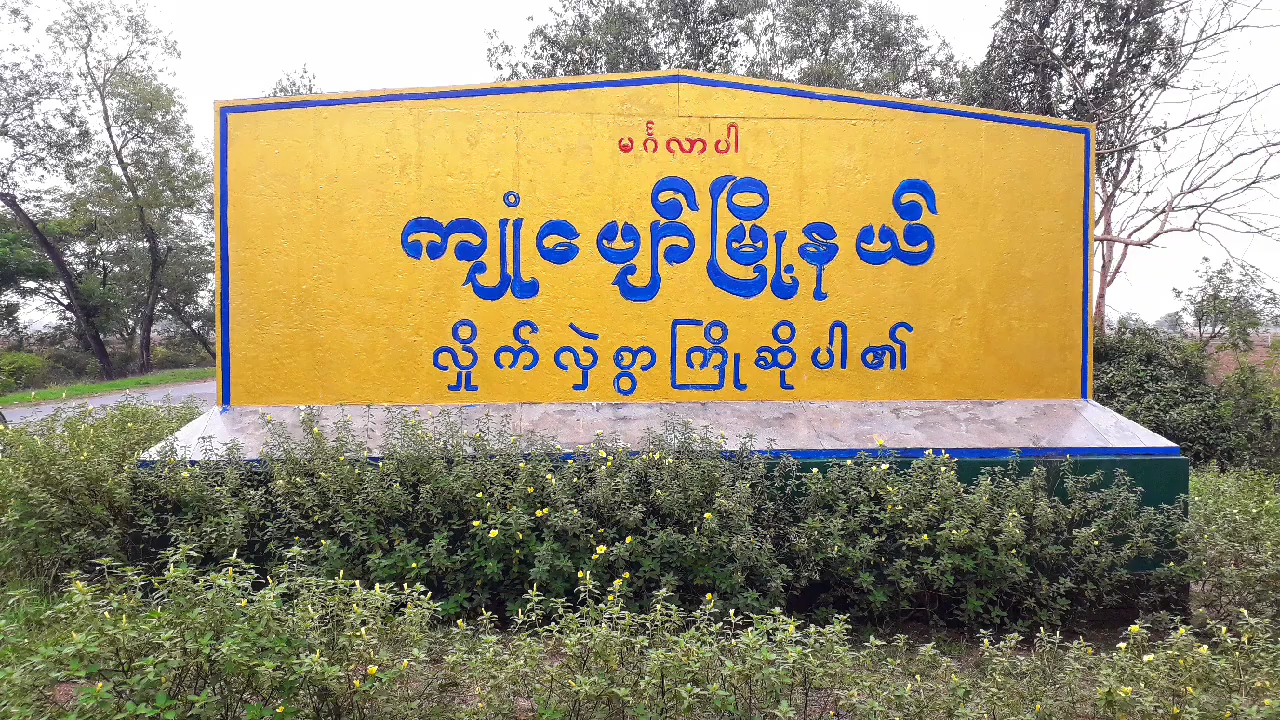 မင်္ဂလာပါ
ကျုံပျော်မြို့နယ်
လှိုက်လှဲစွာကြိုဆိုပါ၏